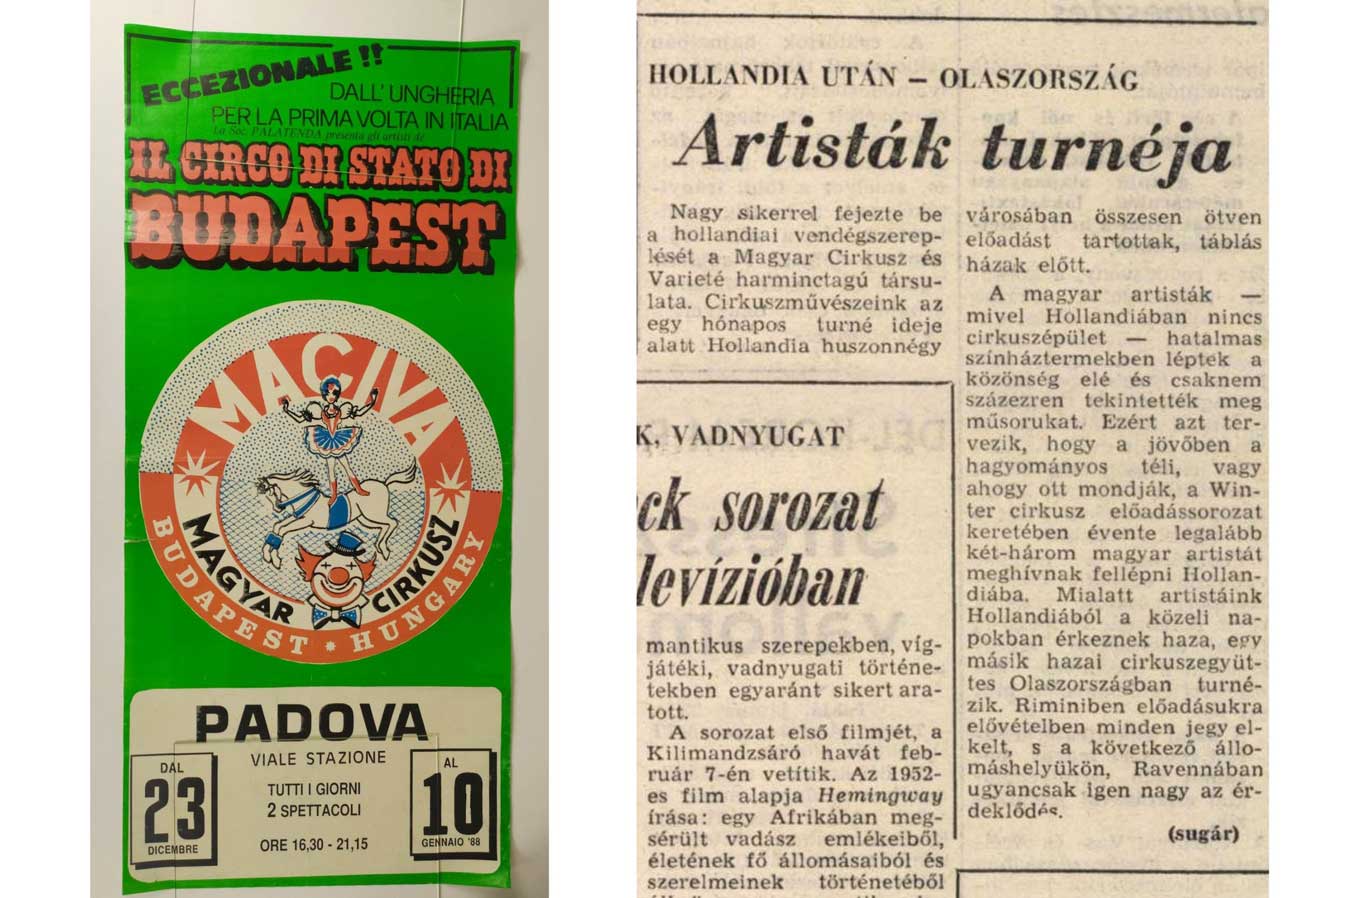 ECCEZIONALE !!
DALL' UNGHERIA
PER LA PRIMA VOLTA IN ITALIA
La Soc. PALATENDA presenta gli artisti de
IL CIRCO DI STATO DI
BUDAPEST
MACIVA
MAGYAR CIRKUSZ
BUDAPEST * HUNGARY
PADOVA
VIALE STAZIONE
DAL
23
DICEMBRE
TUTTI I GIORNI
2 SPETTACOLI
ORE 16,30 - 21,15
AL
10
GENNAIO '88
HOLLANDIA UTÁN — OLASZORSZÁG
Artisták turnéja
Nagy sikerrel fejezte be
a hollandiai vendégszerep-
lését a Magyar Cirkusz és
Varieté harminctagú társu-
lata. Cirkuszművészeink az
egy hónapos turné ideje
alatt Hollandia huszonnégy
városában összesen ötven
előadást tartottak, táblás
házak előtt.
A magyar artisták —
mivel Hollandiában nincs
cirkuszépület — hatalmas
színháztermekben léptek a
közönség elé és csaknem
százezren tekintették meg
műsorukat. Ezért azt ter-
vezik, hogy a jövőben a
hagyományos téli, vagy
ahogy ott mondják, a Win-
ter cirkusz előadássorozat
keretében évente legalább
két-három magyar artistát
meghívnak fellépni Hollan-
diába. Mialatt artistáink
Hollandiából a közeli na-
pokban érkeznek haza, egy
másik hazai cirkuszegyüt-
tes Olaszországban turné-
zik. Riminiben előadásukra
elővételben minden jegy el-
kelt, s a következő állo-
máshelyükön, Ravennában
ugyancsak igen nagy az ér-
deklődés.
(sugár)
K, VADNYUGAT
ck sorozat
levízióban
mantikus szerepekben, víg-
játéki, vadnyugati történe-
tekben egyaránt sikert ara-
tott.
A sorozat első filmjét, a
Kilimandzsáró havát feb-
ruár 7-én vetítik. Az 1952-
es film alapja Hemingway
írása: egy Afrikában meg-
sérült vadász emlékeiből,
életének fő állomásaiból és
szerelmeinek történetéből